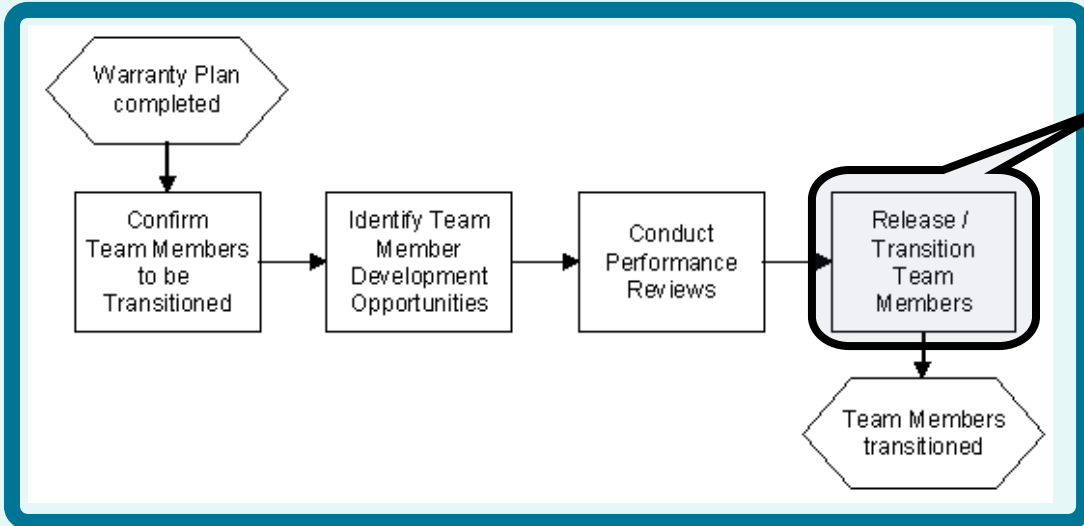 Warranty Plan
completed
Confirm
Team Members
to be
Transitioned
Identify Team
Member
Development
Opportunities
Conduct
Performance
Reviews
Release /
Transition
Team
Members
Team Members
transitioned